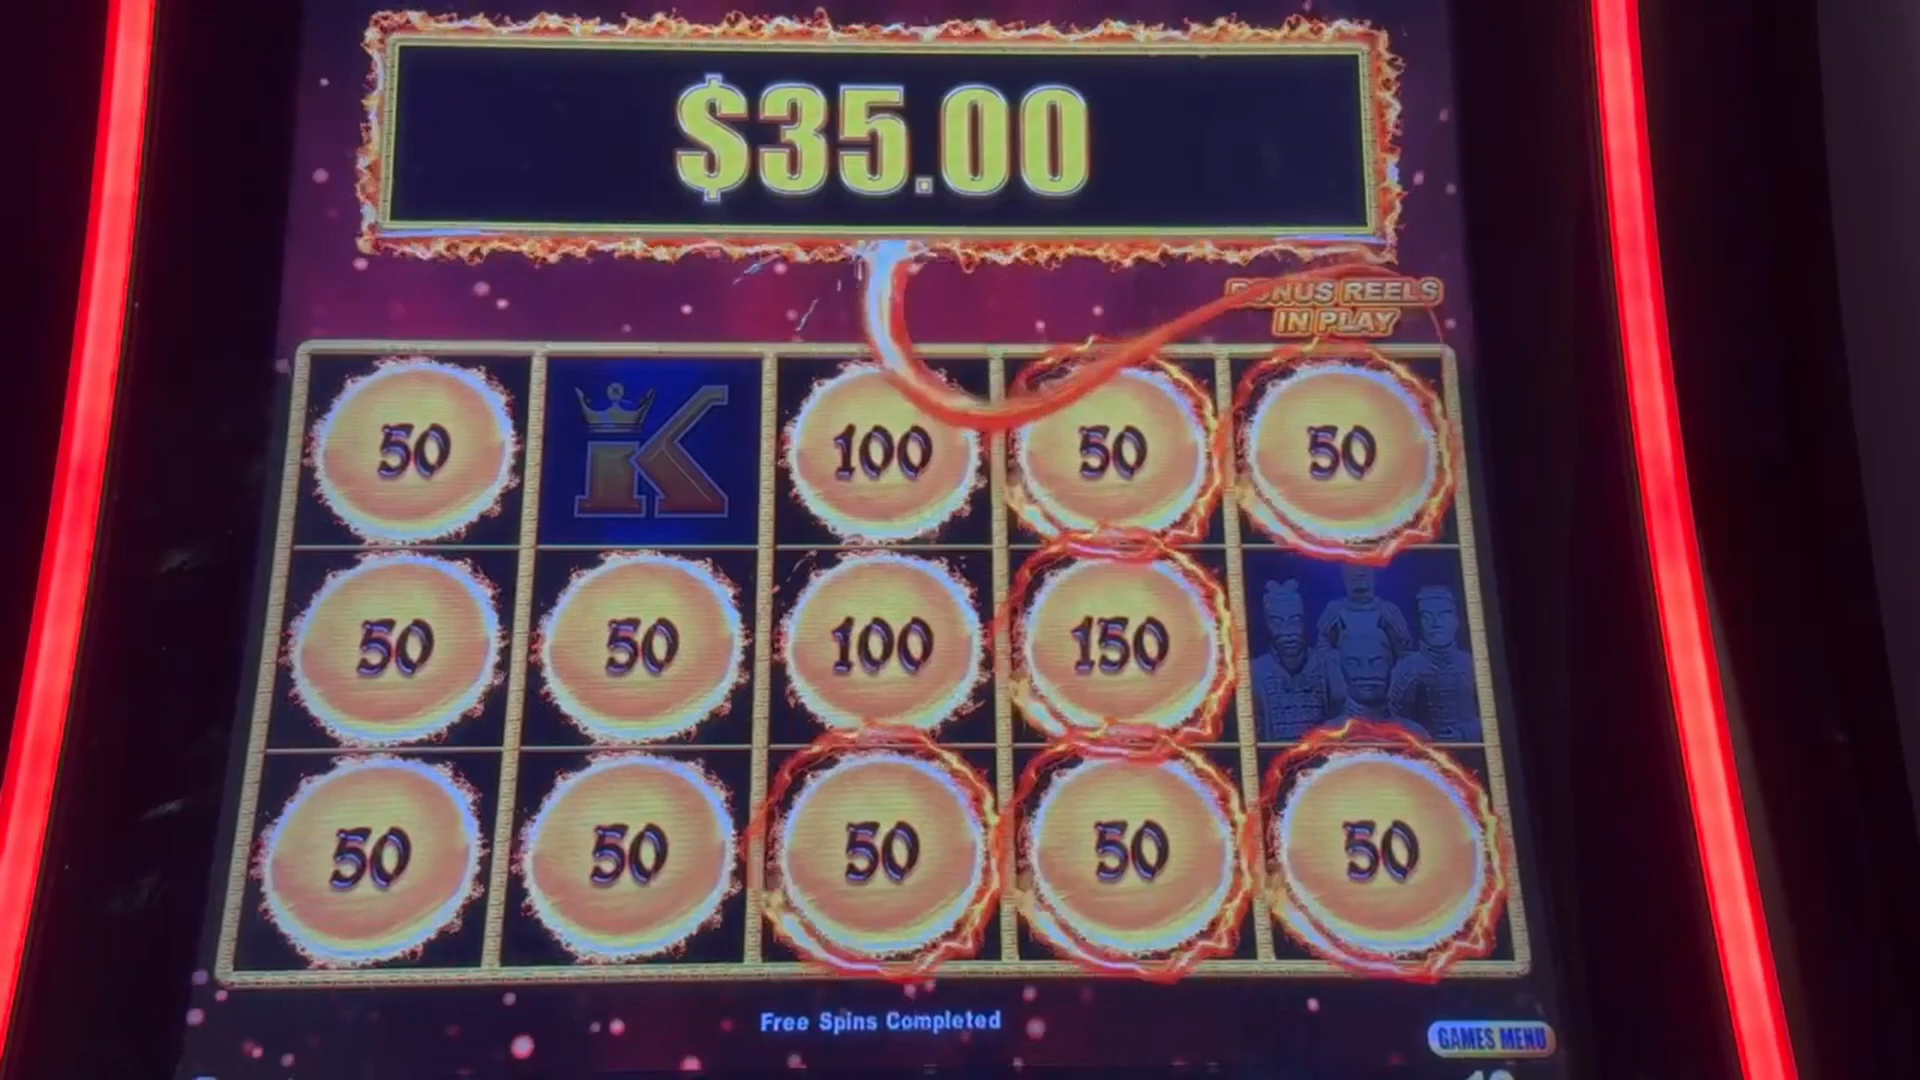 $35.00
BONUS REELS
IN PLAY
50 K 100 50 50
50 50 100 150
50 50 50 50 50
Free Spins Completed
GAMES MENU